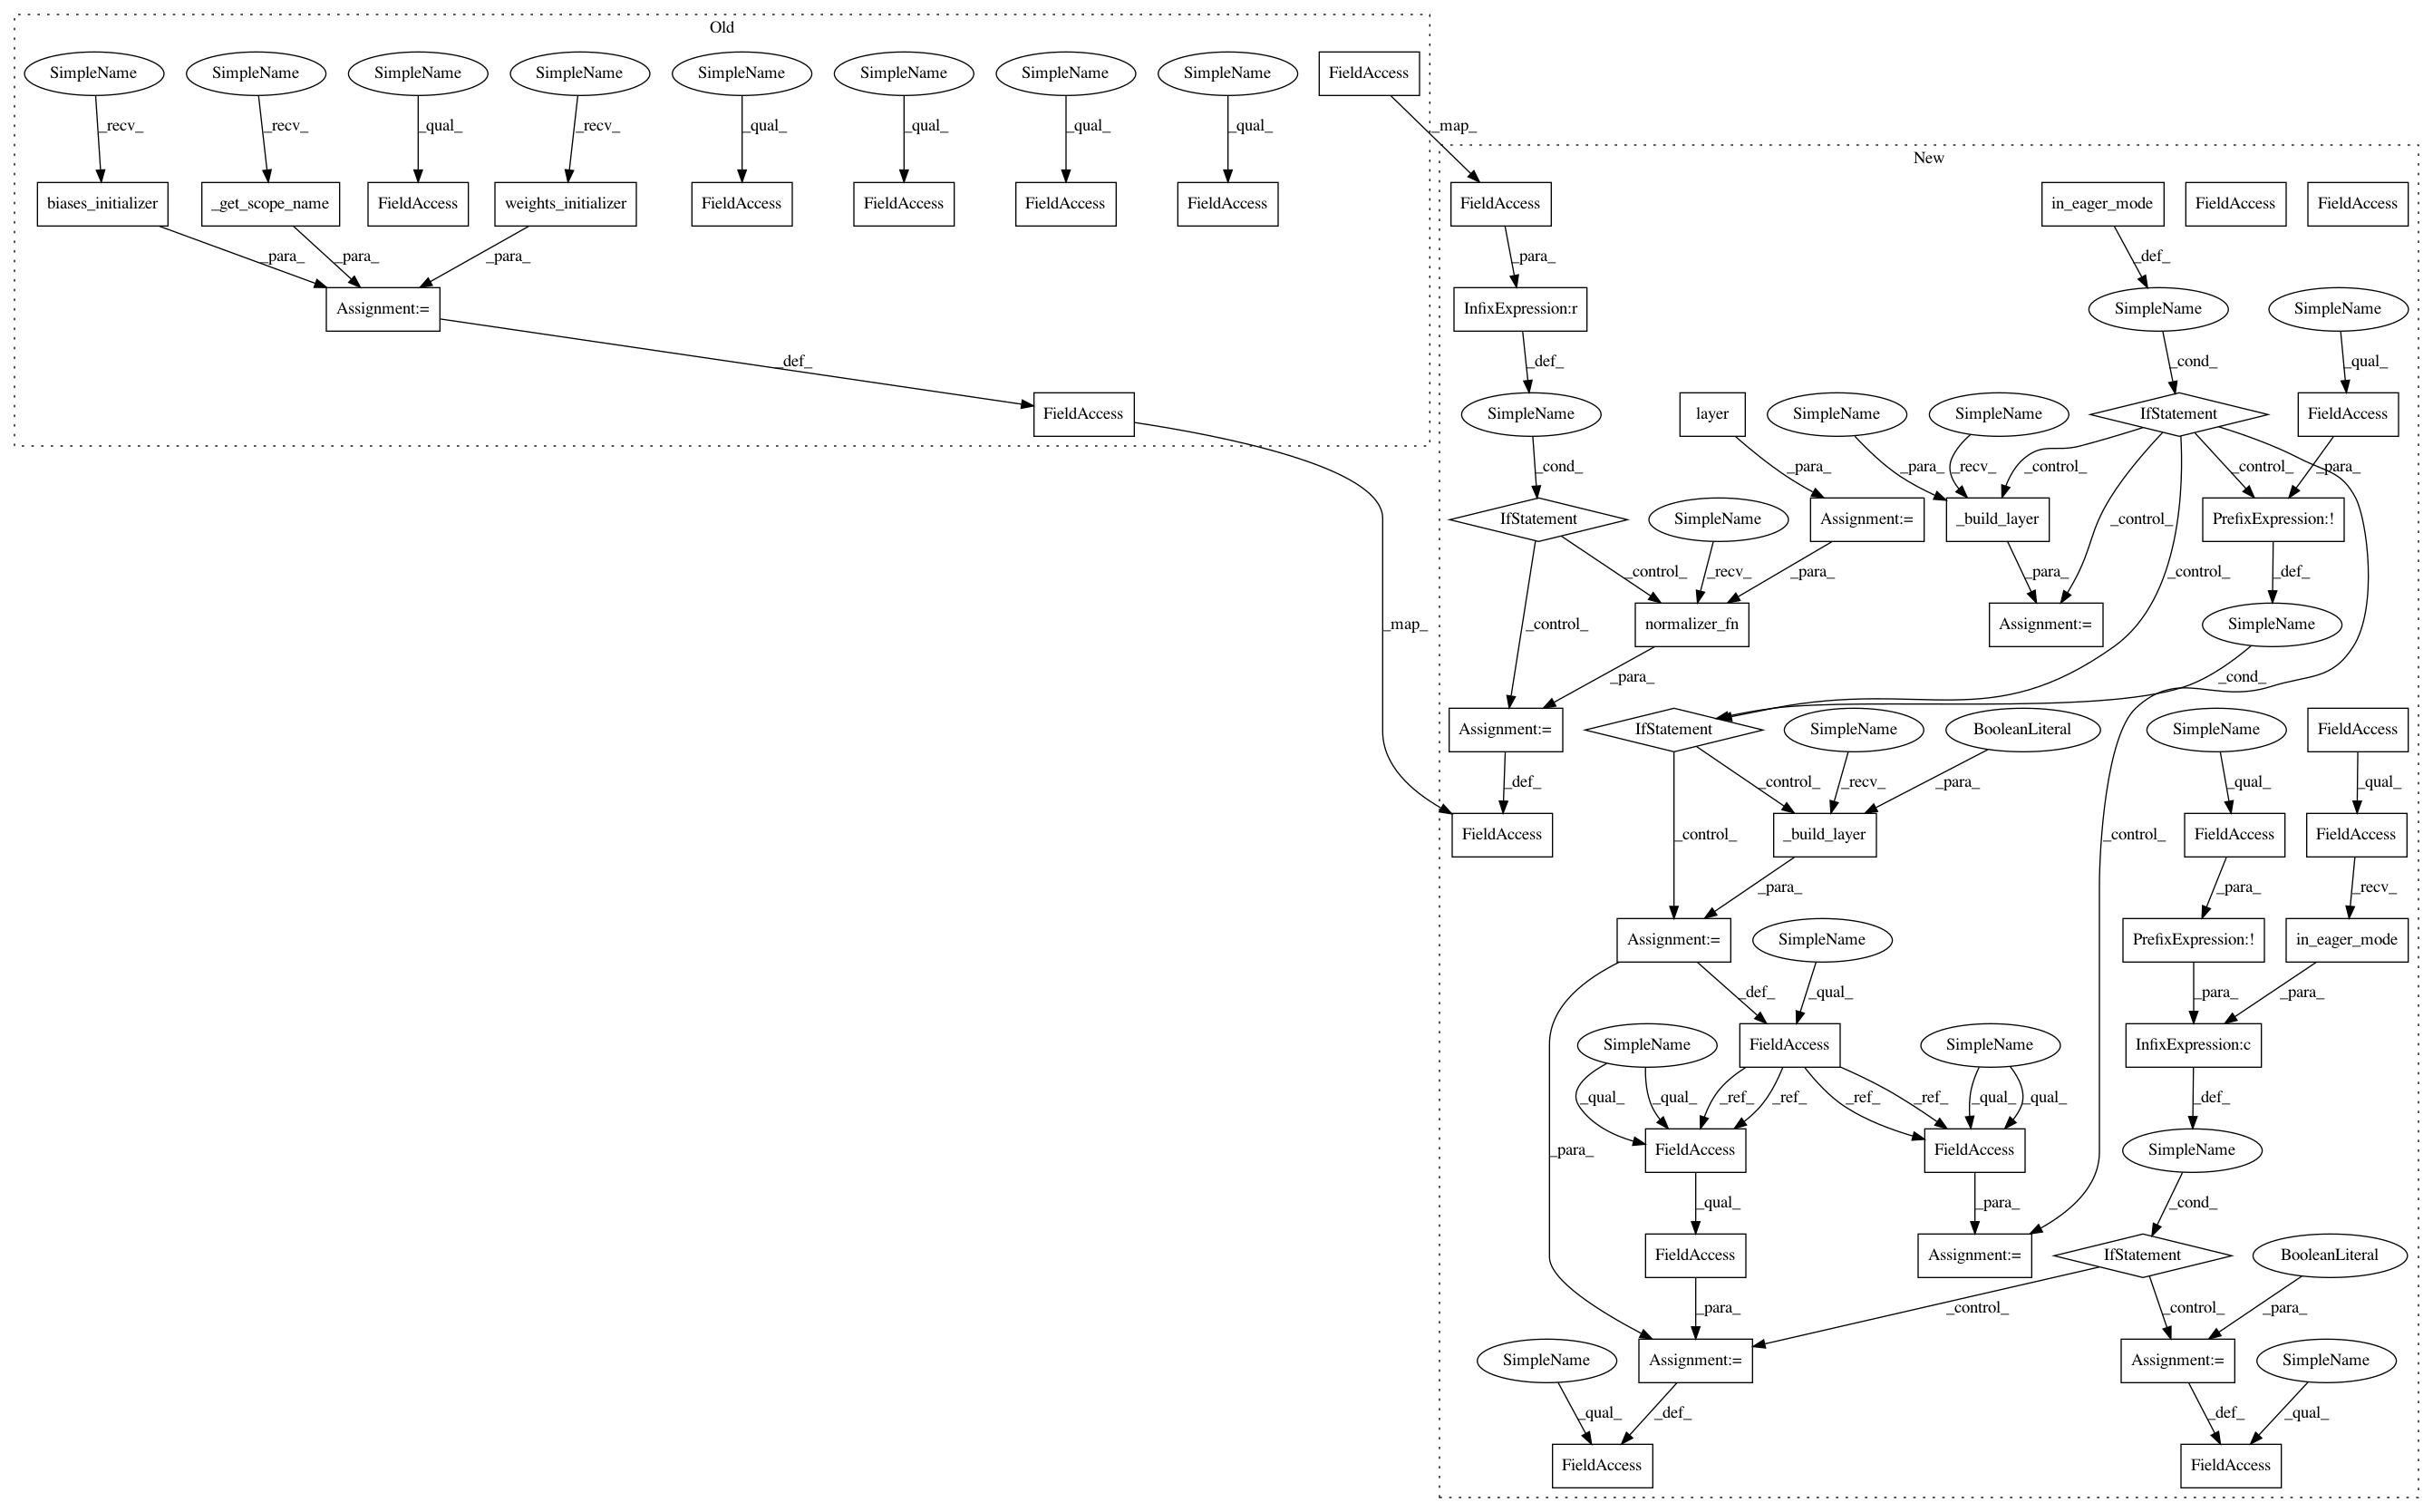 Old
SimpleName SimpleName SimpleName SimpleName SimpleName SimpleName SimpleName SimpleName FieldAccess
_recv_ _recv_ _qual_ _recv_ _qual_ _qual_ _qual_ _qual_ _map_
New
biases_initializer _get_scope_name FieldAccess weights_initializer FieldAccess FieldAccess FieldAccess FieldAccess FieldAccess in_eager_mode FieldAccess FieldAccess
_para_ _para_ _para_ _para_ _def_
Assignment:= InfixExpression:r SimpleName SimpleName
_def_ _def_ _cond_ _qual_
FieldAccess SimpleName layer SimpleName SimpleName IfStatement FieldAccess
_cond_ _para_ _para_ _recv_ _control_ _control_ _para_
IfStatement SimpleName Assignment:= _build_layer _control_ PrefixExpression:!
_control_ _recv_ _para_ _para_ _control_ _def_
_map_ _control_ normalizer_fn Assignment:= SimpleName
_para_ _cond_
Assignment:= IfStatement SimpleName BooleanLiteral SimpleName FieldAccess
_def_ _control_ _recv_ _para_ _qual_ _qual_
FieldAccess _control_ _build_layer _control_ FieldAccess FieldAccess
_para_ _para_ _recv_
Assignment:= SimpleName PrefixExpression:! in_eager_mode
_def_ _qual_ _para_ _para_
SimpleName FieldAccess SimpleName InfixExpression:c
_qual_ _qual_ _ref_ _ref_ _ref_ _ref_ _qual_ _qual_ _def_
_para_ FieldAccess FieldAccess SimpleName
_qual_ _para_ _cond_
FieldAccess Assignment:= IfStatement BooleanLiteral
_para_ _control_ _control_ _para_
SimpleName Assignment:= Assignment:= SimpleName
_qual_ _def_ _def_ _qual_
FieldAccess FieldAccess